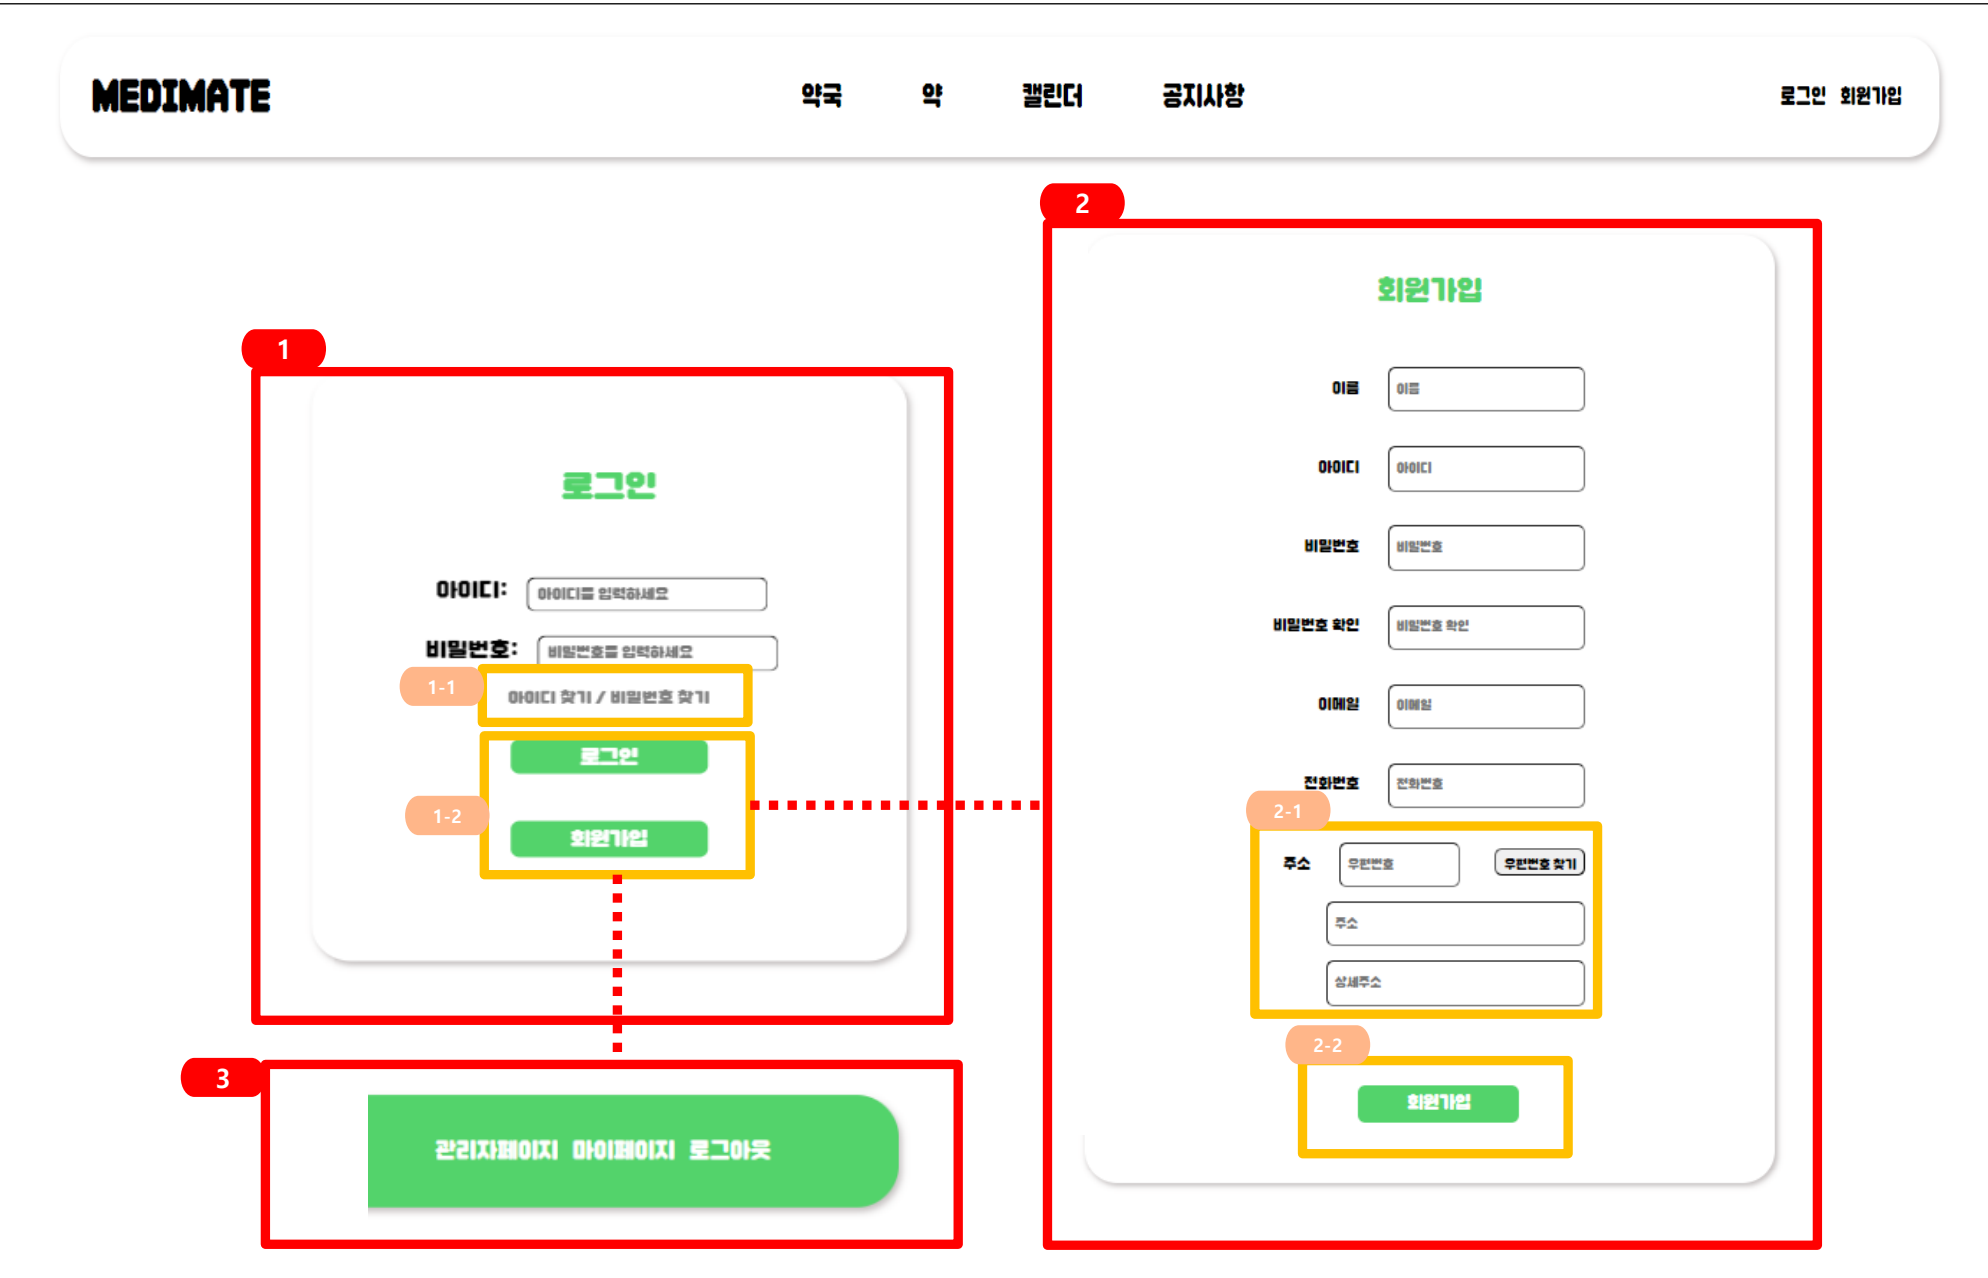 MEDIMATE 약국 약 캘린더 공지사항 로그인 회원가입
1
로그인
아이디: 아이디를 입력하세요
비밀번호: 비밀번호를 입력하세요
1-1
아이디 찾기 / 비밀번호 찾기
로그인
1-2
회원가입
2
회원가입
이름 이름
아이디 아이디
비밀번호 비밀번호
비밀번호 확인 비밀번호 확인
이메일 이메일
전화번호 전화번호
2-1
주소 우편번호 우편번호 찾기
주소
상세주소
2-2
회원가입
3
관리자페이지 마이페이지 로그아웃